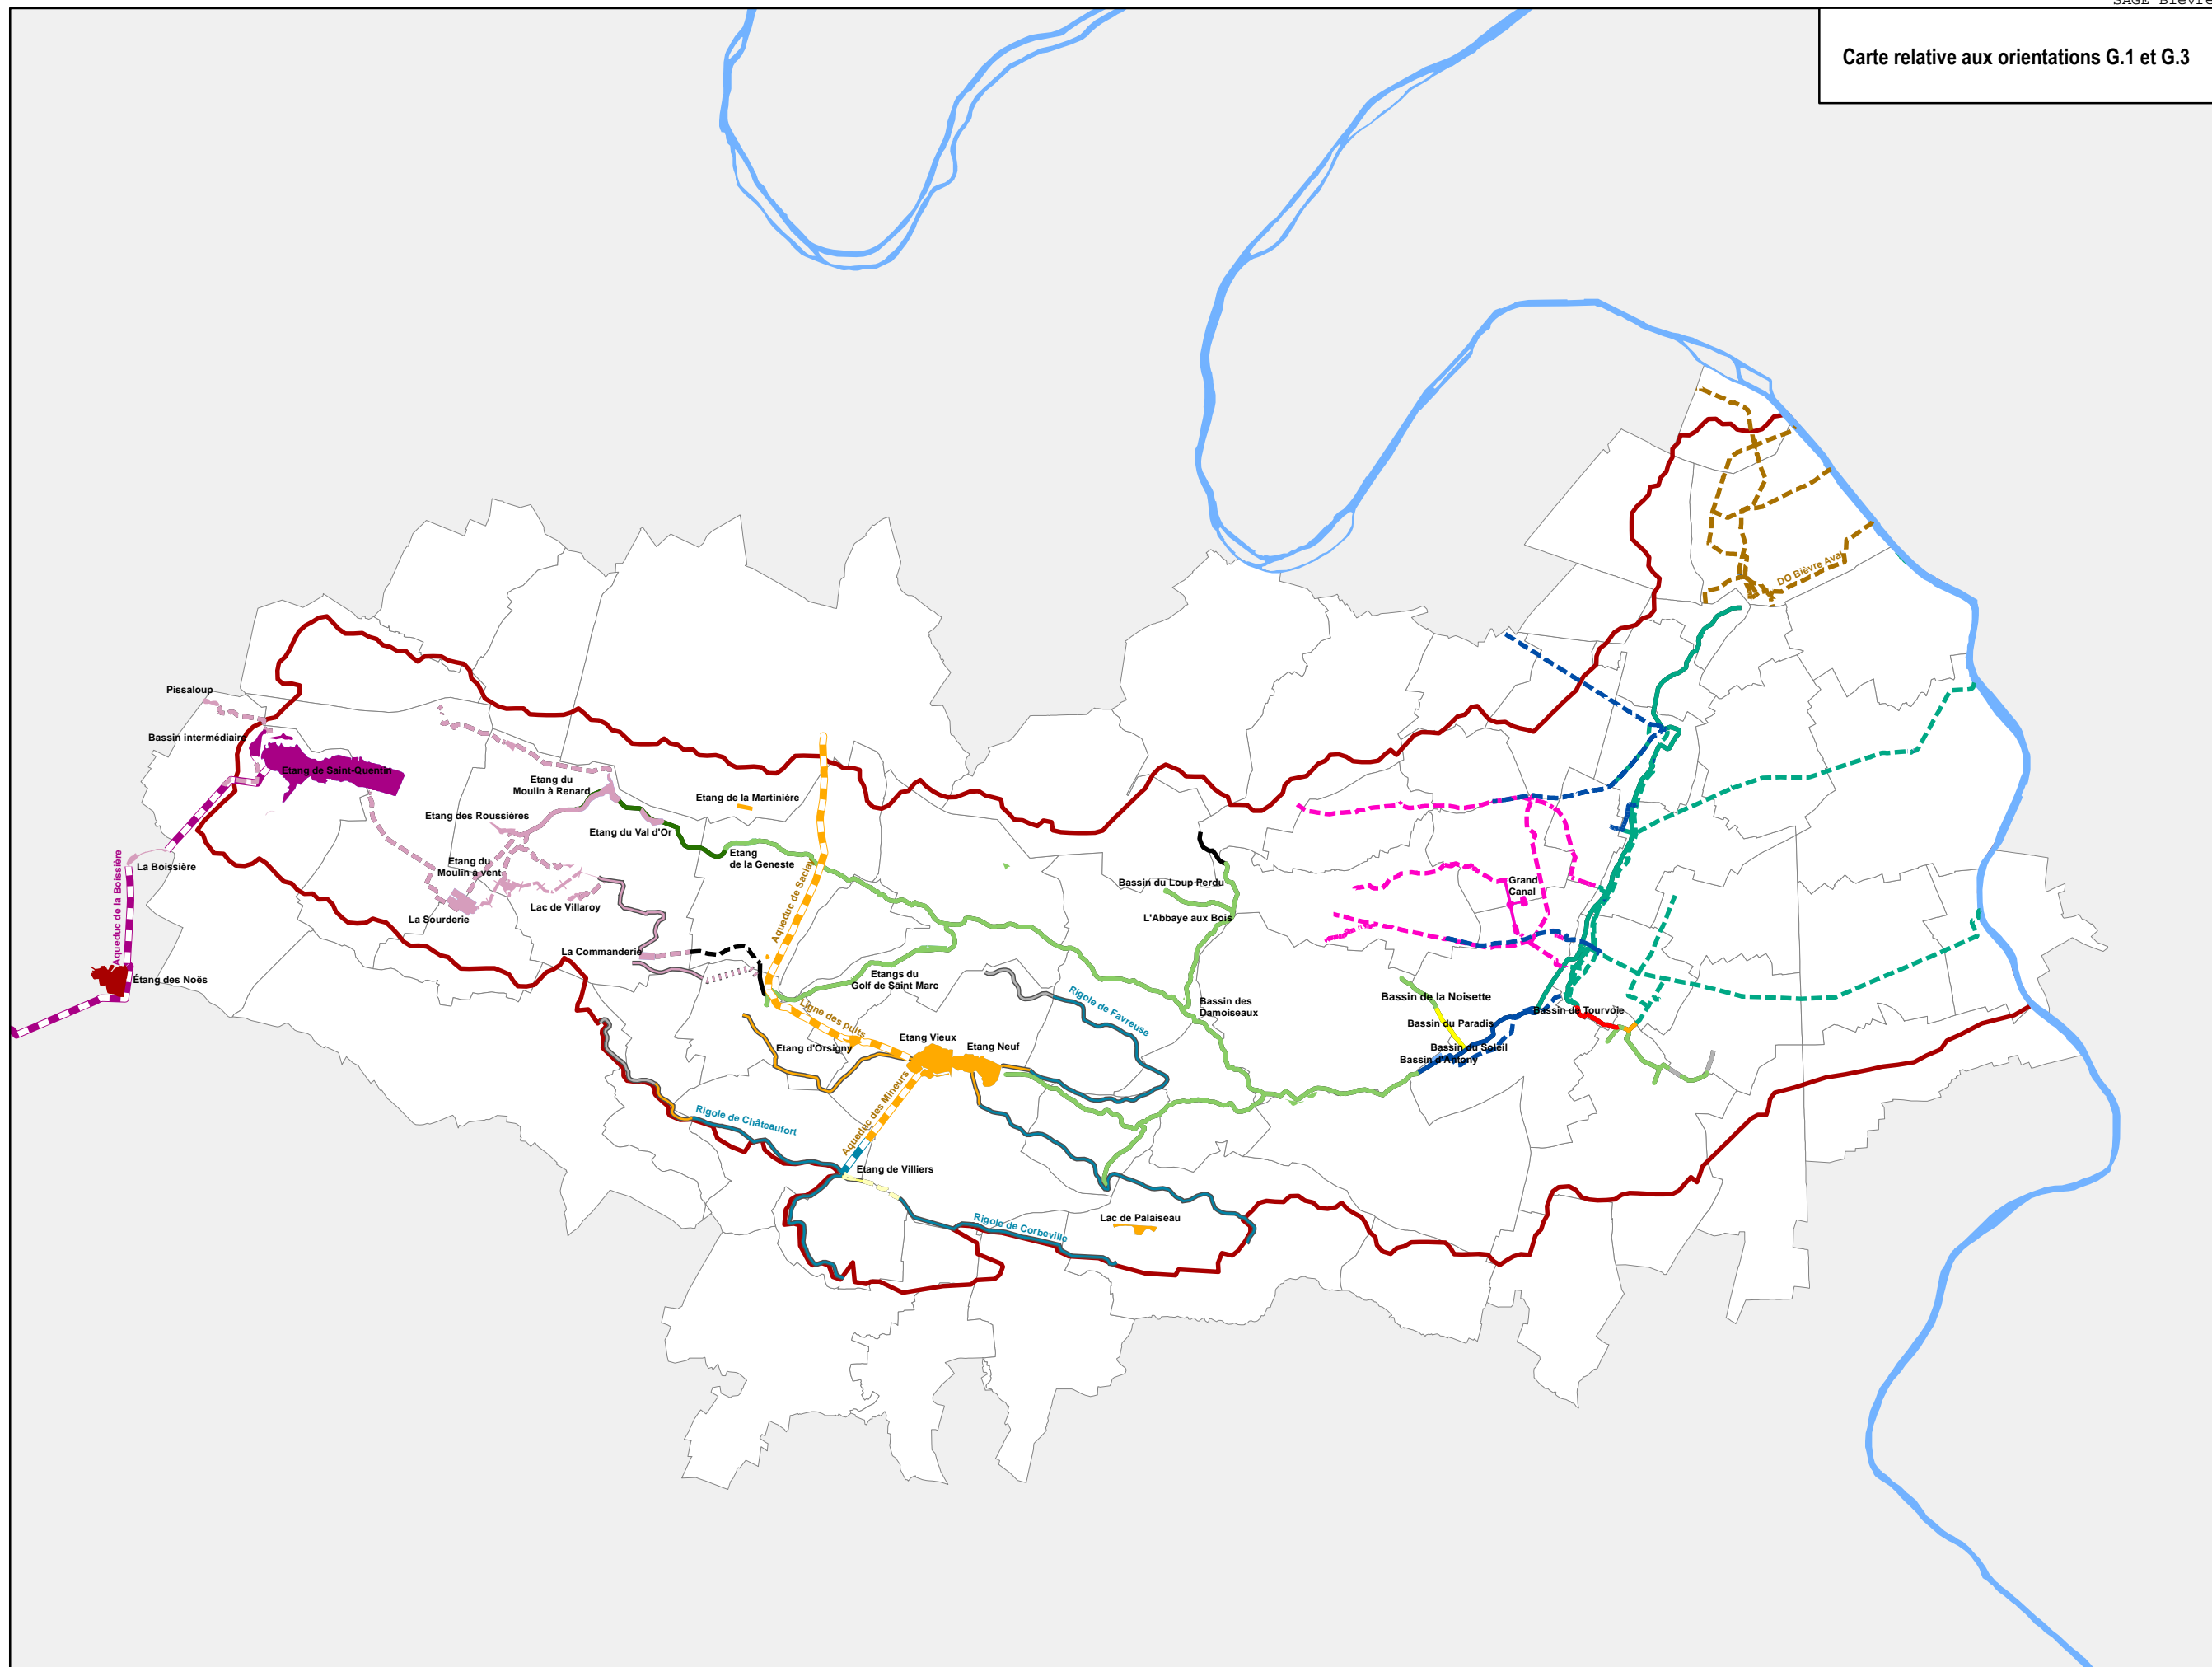 SAGE Bièvre
Carte relative aux orientations G.1 et G.3
DO Bièvre Aval
Pissaloup
Bassin intermédiaire
Etang de Saint-Quentin
Etang du
Moulin à Renard
Etang de la Martinière
Etang des Roussières
Etang du Val d'Or
Etang
de la Geneste
Etang du
Moulin à vent
La Boissière
Aqueduc de la Boissière
Aqueduc de Saclay
Bassin du Loup Perdu
Grand
Canal
La Sourderie
Lac de Villaroy
L'Abbaye aux Bois
La Commanderie
Étang des Noës
Etangs du
Golf de Saint Marc
Rigole de Favreuse
Bassin des
Damoiseaux
Bassin de la Noisette
Bassin de Tourvole
Ligne des puits
Bassin du Paradis
Etang Vieux
Etang Neuf
Etang d'Orsigny
Bassin du Soleil
Bassin d'Antony
Aqueduc des Mineurs
Rigole de Châteaufort
Etang de Villiers
Lac de Palaiseau
Rigole de Corbeville